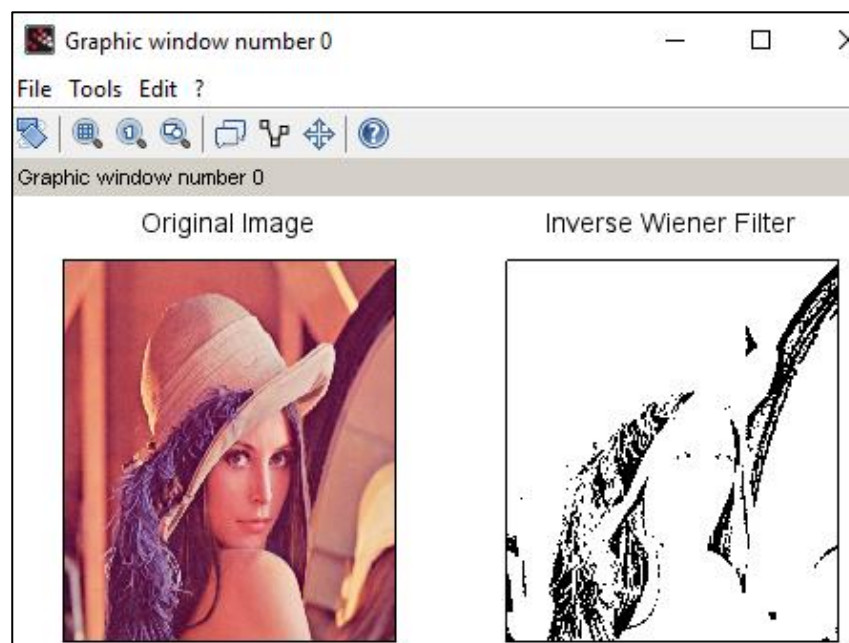 Graphic window number 0
File Tools Edit ?
Graphic window number 0
Original Image
Inverse Wiener Filter